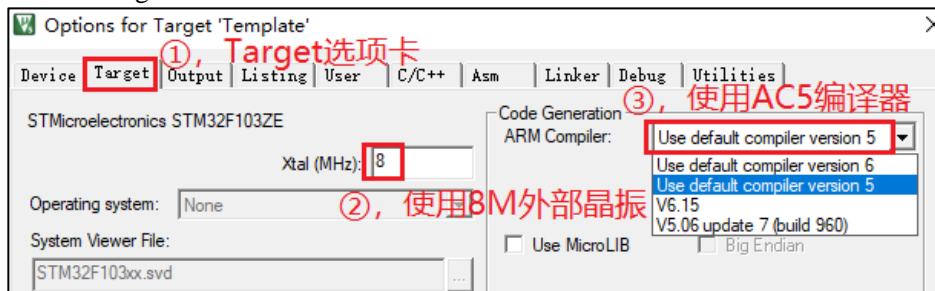 Options for Target 'Template'
①，Target选项卡
Device Target Output Listing User C/C++ Asm Linker Debug Utilities
③，使用AC5编译器
STMicroelectronics STM32F103ZE
Code Generation
ARM Compiler: Use default compiler version 5
Xtal (MHz): 8
Use default compiler version 6
Use default compiler version 5
Operating system: None
②，使用8M外部晶振
V6.15
V5.06 update 7 (build 960)
System Viewer File:
Use MicroLIB Big Endian
STM32F103xx.svd
...